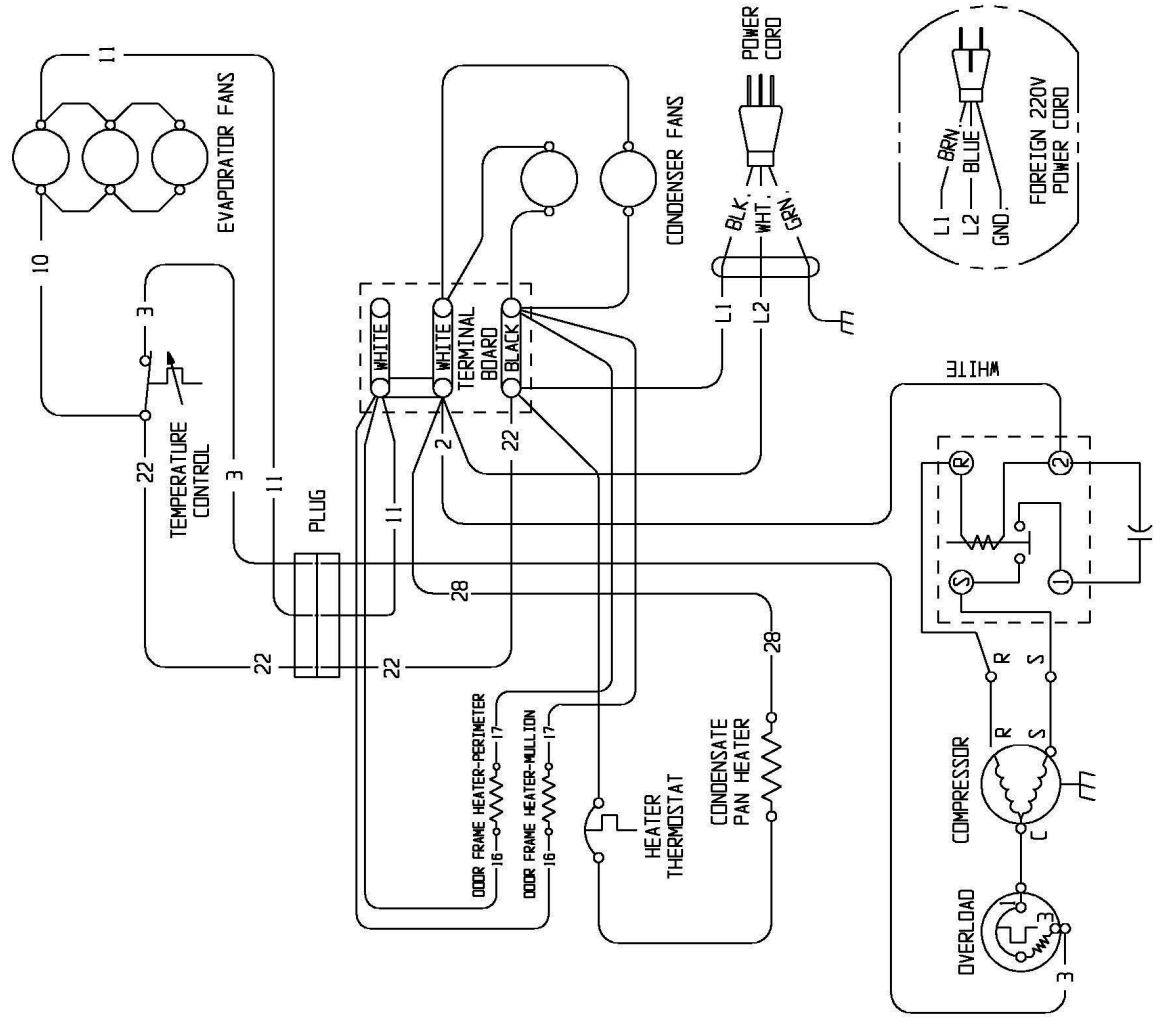 11
EVAPORATOR FANS
10
3
TEMPERATURE
CONTROL
22
3
11
PLUG
22
22
11
WHITE
WHITE
TERMINAL
BOARD
BLACK
2
22
28
28
CONDENSER FANS
POWER
CORD
BLK.
WHT.
GRN.
L1
L2
FOREIGN 220V
POWER CORD
BRN.
BLUE
L1
L2
GND.
WHITE
R
2
S
1
R
S
R
S
COMPRESSOR
C
OVERLOAD
1
3
3
DOOR FRAME HEATER-PERIMETER
16
17
DOOR FRAME HEATER-MULLION
16
17
HEATER
THERMOSTAT
CONDENSATE
PAN HEATER